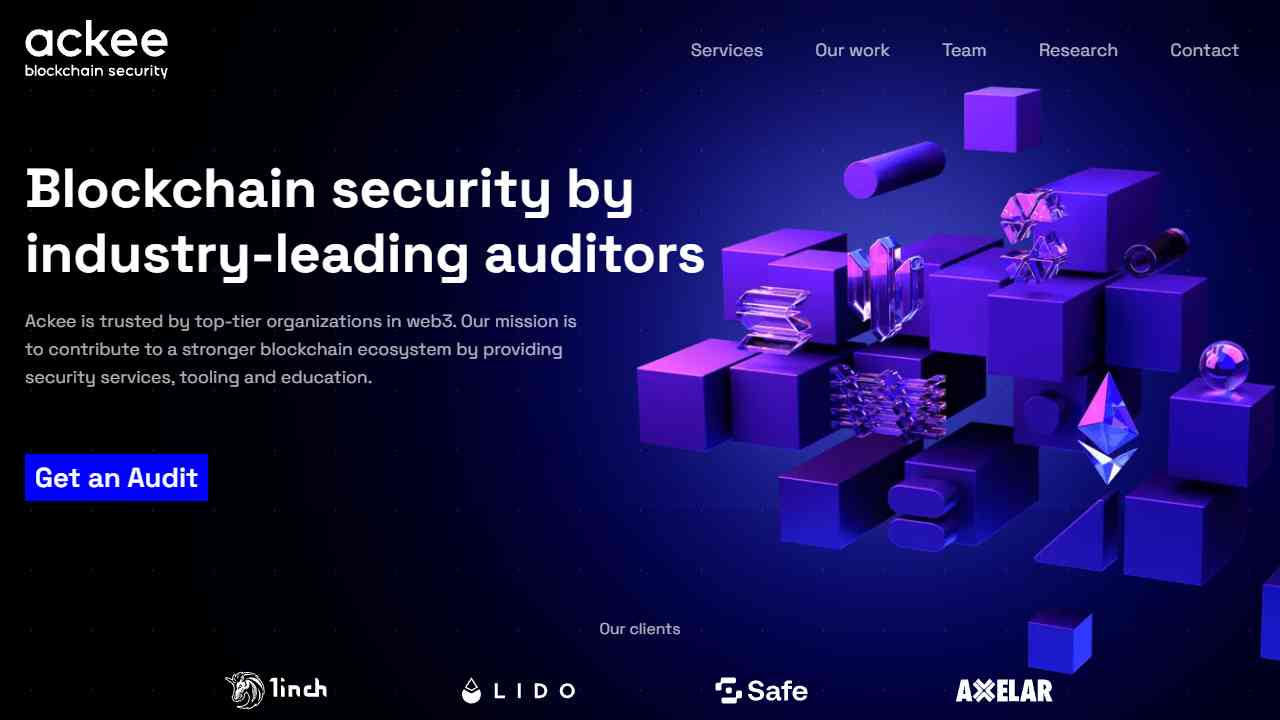 ackee
blockchain security
Services
Our work
Team
Research
Contact
Blockchain security by
industry-leading auditors
Ackee is trusted by top-tier organizations in web3. Our mission is
to contribute to a stronger blockchain ecosystem by providing
security services, tooling and education.
Get an Audit
Our clients
1inch
LIDO
Safe
AXELAR